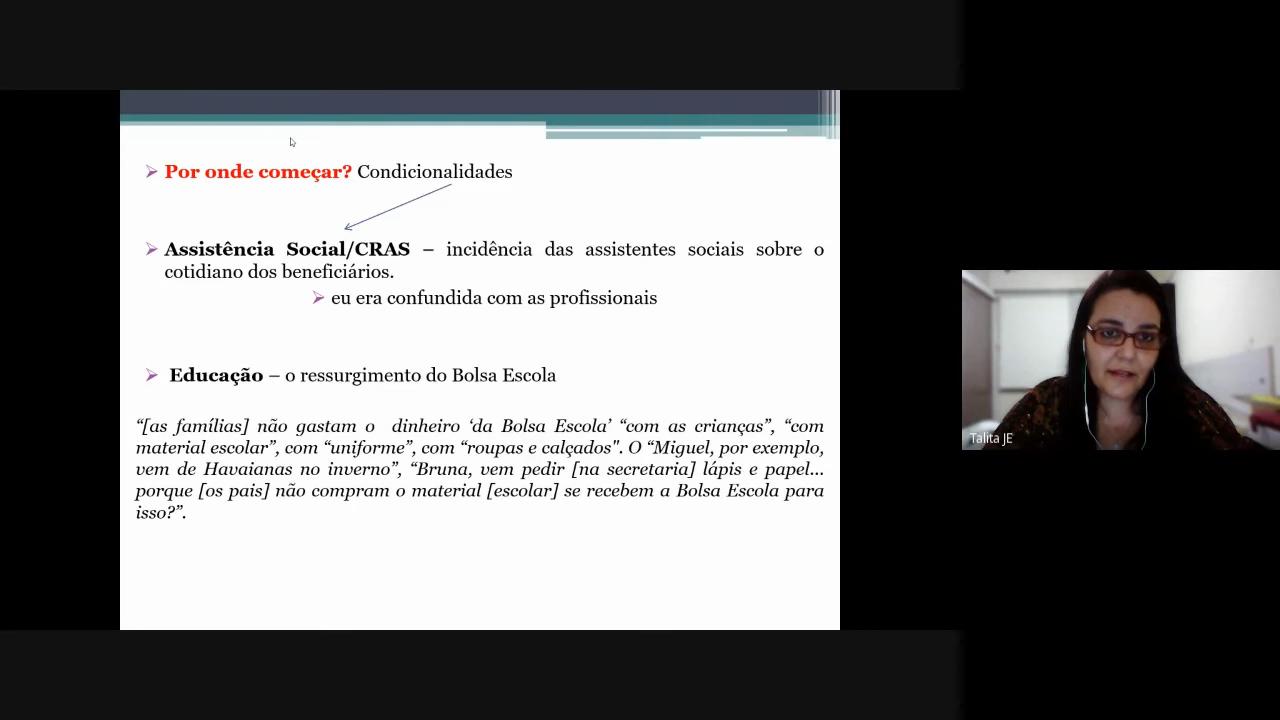 Por onde começar? Condicionalidades
Assistência Social/CRAS – incidência das assistentes sociais sobre o
cotidiano dos beneficiários.
eu era confundida com as profissionais
Educação – o ressurgimento do Bolsa Escola
“[as famílias] não gastam o dinheiro ‘da Bolsa Escola’ “com as crianças”, “com
material escolar”, com “uniforme”, com “roupas e calçados". O “Miguel, por exemplo,
vem de Havaianas no inverno”, “Bruna, vem pedir [na secretaria] lápis e papel...
porque [os pais] não compram o material [escolar] se recebem a Bolsa Escola para
isso?”.
Talita JE